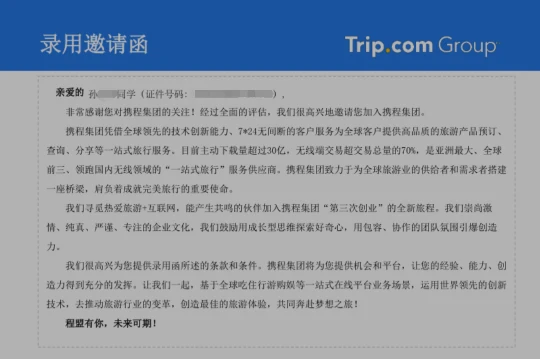 录用邀请函
Trip.com Group
亲爱的 孙 同学（证件号码： ），
非常感谢您对携程集团的关注！经过全面的评估，我们很高兴地邀请您加入携程集团。
携程集团凭借全球领先的技术创新能力、7*24无间断的客户服务为全球客户提供高品质的旅游产品预订、
查询、分享等一站式旅行服务。目前主动下载量超过30亿，无线端交易超交易总量的70%，是亚洲最大、全球
前三、领跑国内无线领域的“一站式旅行”服务供应商。携程集团致力于为全球旅游业的供给者和需求者搭建
一座桥梁，肩负着成就完美旅行的重要使命。
我们寻觅热爱旅游+互联网，能产生共鸣的伙伴加入携程集团“第三次创业”的全新旅程。我们崇尚激
情、纯真、严谨、专注的企业文化，我们鼓励用成长型思维探索好奇心，用包容、协作的团队氛围引爆创造
力。
我们很高兴为您提供录用函所述的条款和条件。携程集团将为您提供机会和平台，让您的经验、能力、创
造力得到充分的发挥。让我们一起，基于全球吃住行游购娱等一站式在线平台业务场景，运用世界领先的创新
技术，去推动旅游行业的变革，创造最佳的旅游体验，共同奔赴梦想之旅！
程盟有你，未来可期！